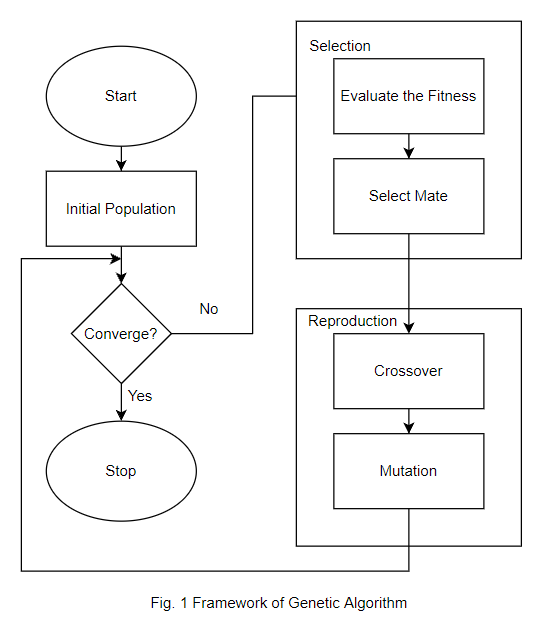 Start
Initial Population
Converge?
No
Yes
Stop
Selection
Evaluate the Fitness
Select Mate
Reproduction
Crossover
Mutation
Fig. 1 Framework of Genetic Algorithm